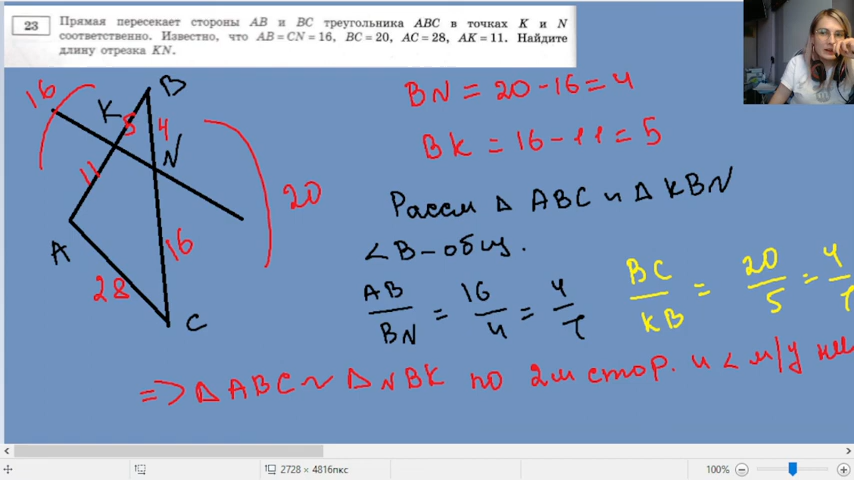 23
Прямая пересекает стороны AB и BC треугольника ABC в точках K и N
соответственно. Известно, что AB = CN = 16, BC = 20, AC = 28, AK = 11. Найдите
длину отрезка KN.
16
K
B
5
4
N
11
20
A
16
28
C
BN = 20 - 16 = 4
BK = 16 - 11 = 5
Рассм Δ ABC и Δ KBN
∠B - общ.
AB/BN = 16/4 = 4/1
BC/KB = 20/5 = 4/1
=> Δ ABC ~ Δ NBK по 2м стор. и ∠ м/у
2728 × 4816пкс
100%